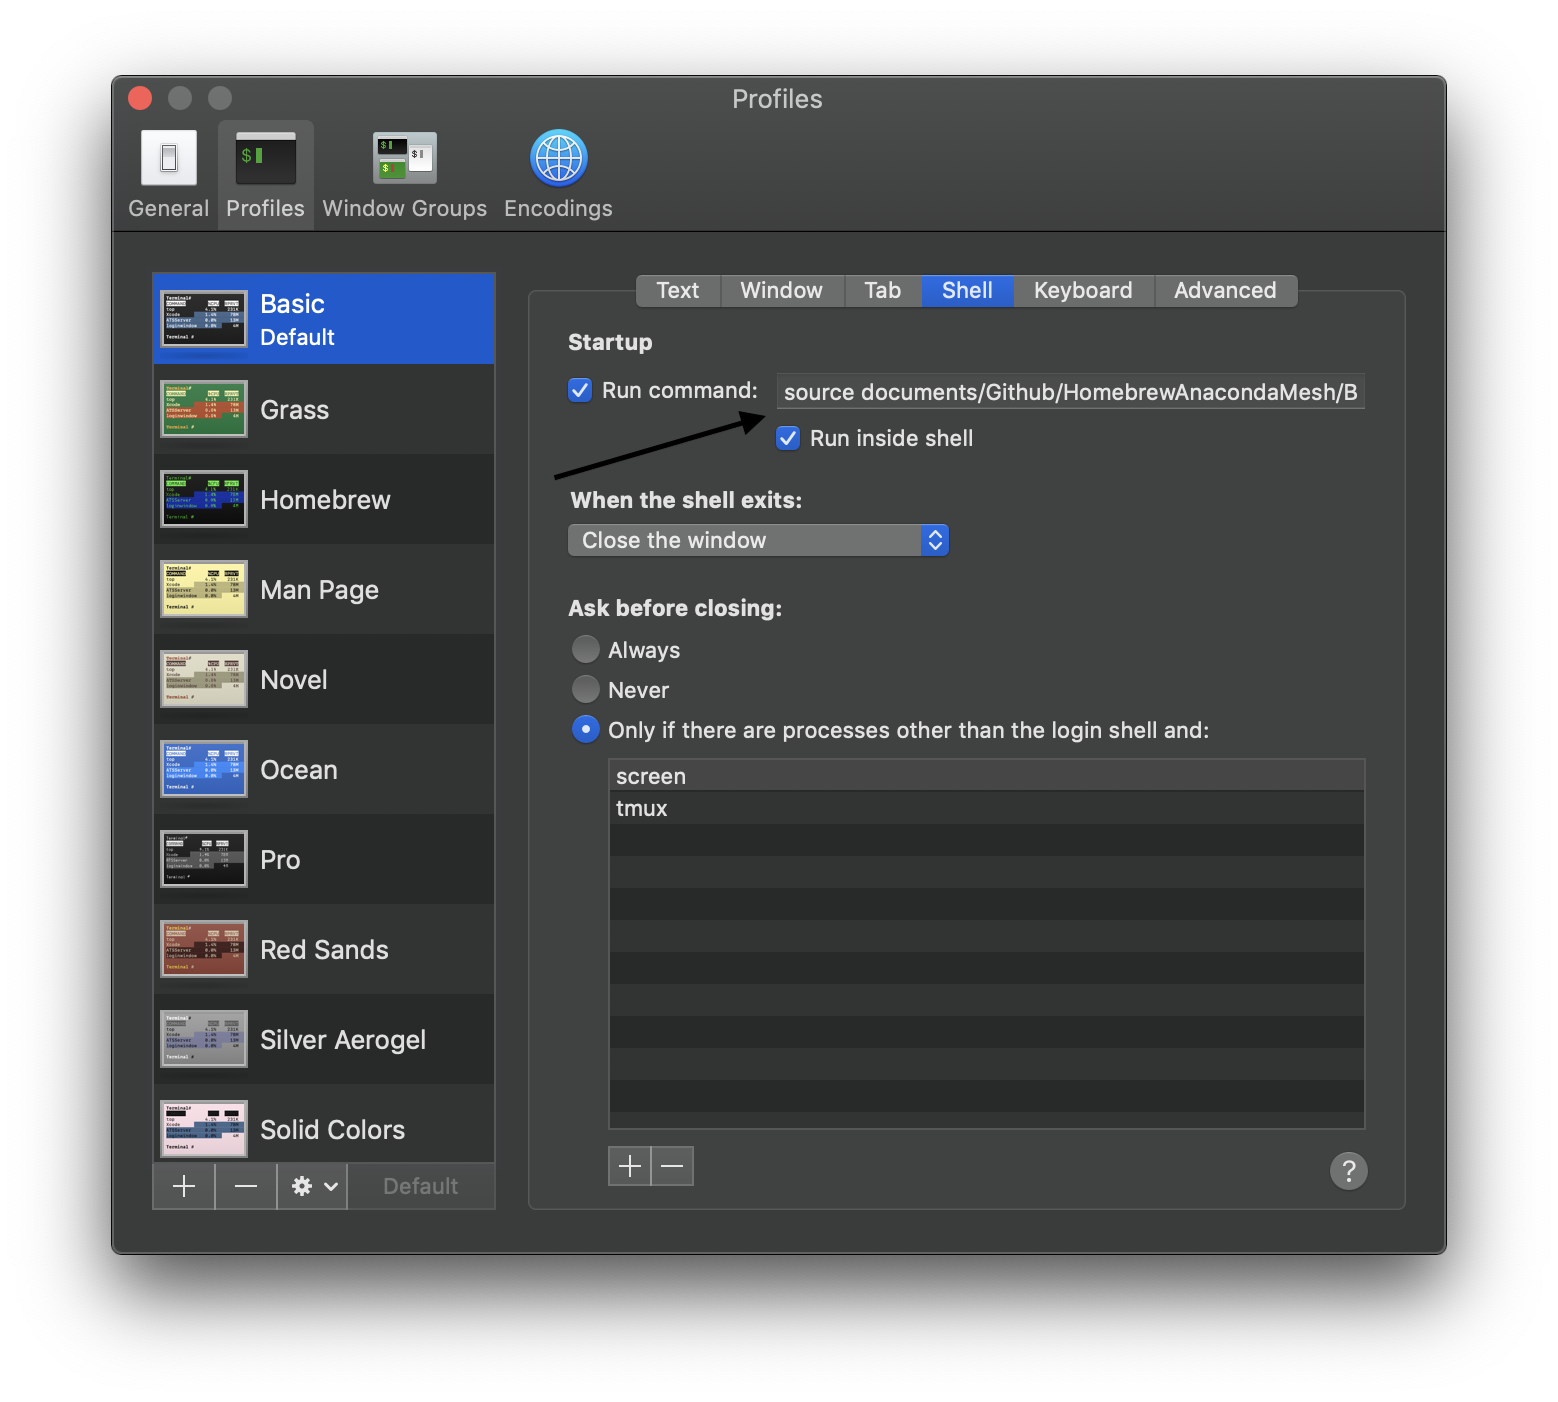 Profiles
General
Profiles
Window Groups
Encodings
Basic
Default
Grass
Homebrew
Man Page
Novel
Ocean
Pro
Red Sands
Silver Aerogel
Solid Colors
Default
Text
Window
Tab
Shell
Keyboard
Advanced
Startup
Run command:
source documents/Github/HomebrewAnacondaMesh/B
Run inside shell
When the shell exits:
Close the window
Ask before closing:
Always
Never
Only if there are processes other than the login shell and:
screen
tmux
?